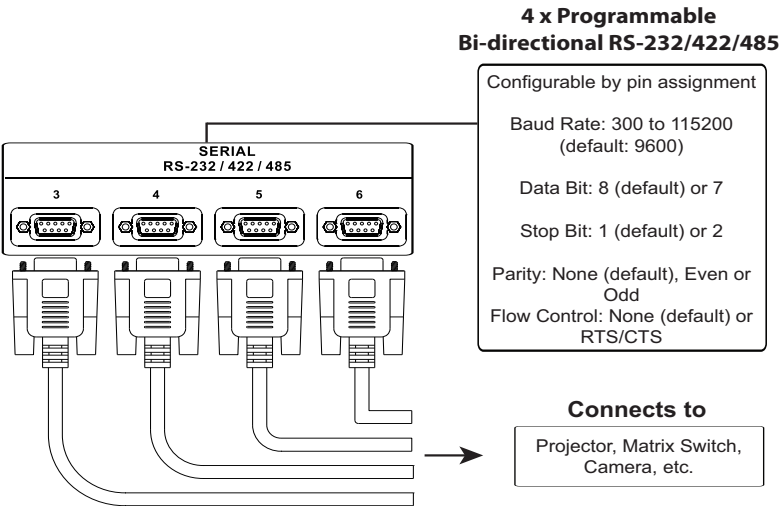 4 x Programmable
Bi-directional RS-232/422/485
Configurable by pin assignment
Baud Rate: 300 to 115200
(default: 9600)
Data Bit: 8 (default) or 7
Stop Bit: 1 (default) or 2
Parity: None (default), Even or
Odd
Flow Control: None (default) or
RTS/CTS
SERIAL
RS-232 / 422 / 485
3 4 5 6
Connects to
Projector, Matrix Switch,
Camera, etc.